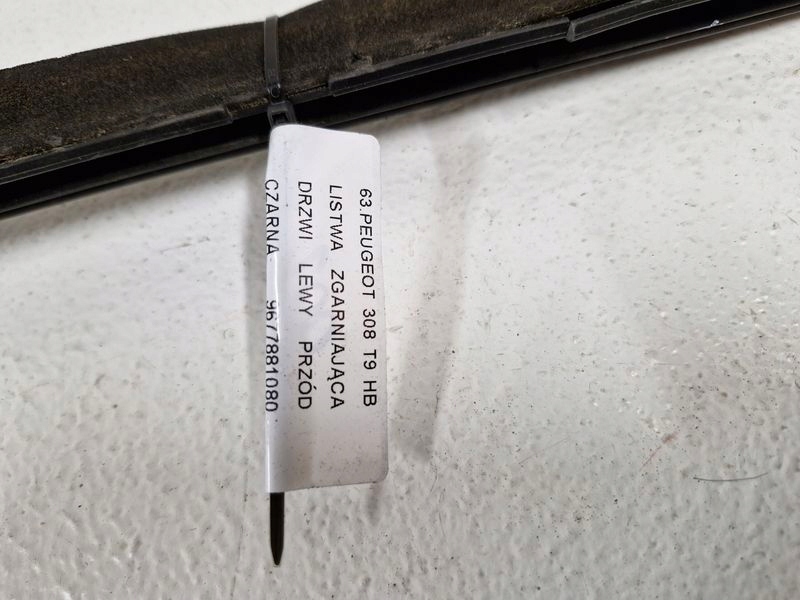 63.PEUGEOT 308 T9 HB
LISTWA ZGARNIAJĄCA
DRZWI LEWY PRZÓD
CZARNA 9677881080